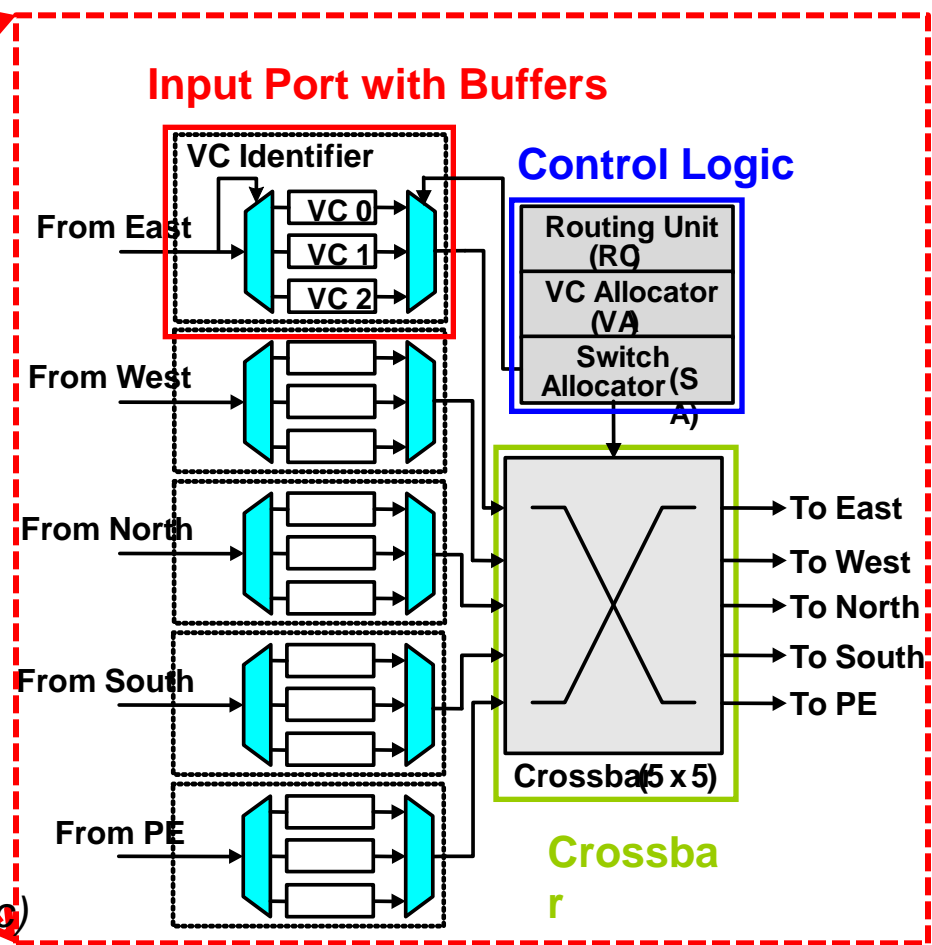 Input Port with Buffers
VC Identifier
Control Logic
From East
VC 0
VC 1
VC 2
Routing Unit
(RC)
VC Allocator
(VA)
Switch
Allocator (S
A)
From West
From North
From South
From PE
To East
To West
To North
To South
To PE
Crossbar (5 x 5)
Crossba
r
c)